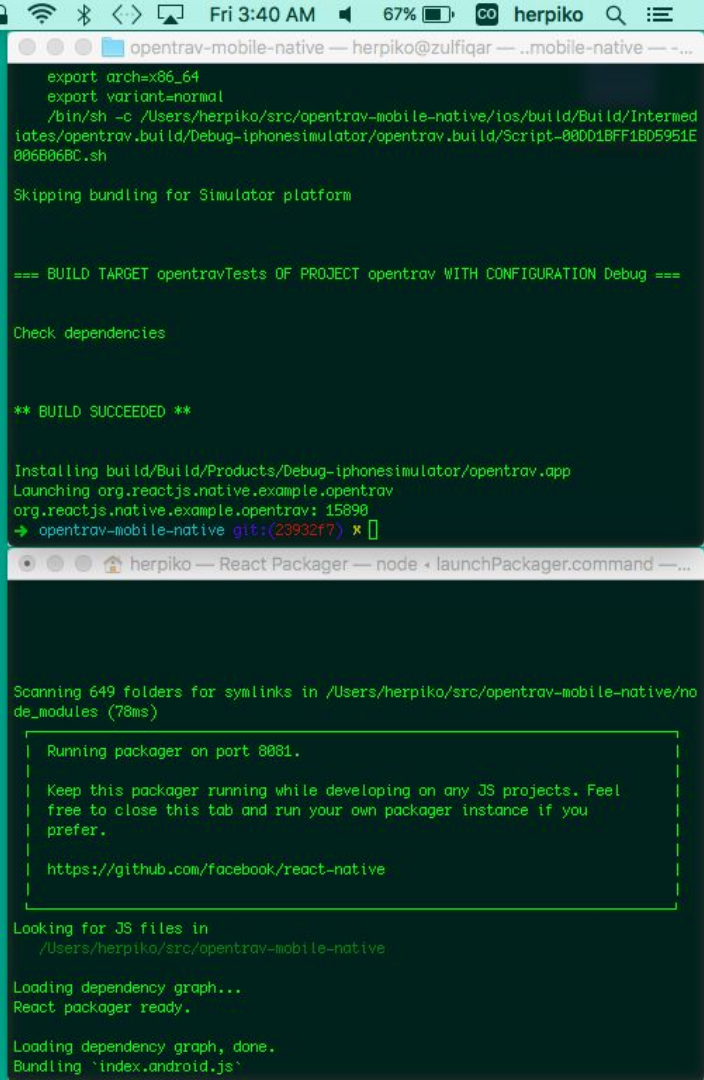 Fri 3:40 AM 67% CO herpiko
opentrav-mobile-native — herpiko@zulfiqar — ..mobile-native — -...
export arch=x86_64
export variant=normal
/bin/sh -c /Users/herpiko/src/opentrav-mobile-native/ios/build/Build/Intermed
iates/opentrav.build/Debug-iphonesimulator/opentrav.build/Script-00DD1BFF1BD5951E
006B06BC.sh
Skipping bundling for Simulator platform
=== BUILD TARGET opentravTests OF PROJECT opentrav WITH CONFIGURATION Debug ===
Check dependencies
** BUILD SUCCEEDED **
Installing build/Build/Products/Debug-iphonesimulator/opentrav.app
Launching org.reactjs.native.example.opentrav
org.reactjs.native.example.opentrav: 15890
→ opentrav-mobile-native git:(23932f7) x
herpiko — React Packager — node ◂ launchPackager.command —...
Scanning 649 folders for symlinks in /Users/herpiko/src/opentrav-mobile-native/no
de_modules (78ms)
Running packager on port 8081.
Keep this packager running while developing on any JS projects. Feel
free to close this tab and run your own packager instance if you
prefer.
https://github.com/facebook/react-native
Looking for JS files in
/Users/herpiko/src/opentrav-mobile-native
Loading dependency graph...
React packager ready.
Loading dependency graph, done.
Bundling `index.android.js`